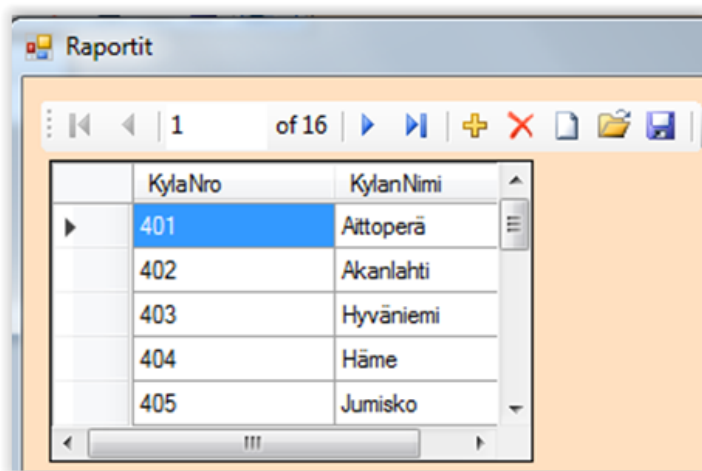 Raportit
1 of 16
KylaNro KylanNimi
401 Aittoperä
402 Akanlahti
403 Hyväniemi
404 Häme
405 Jumisko